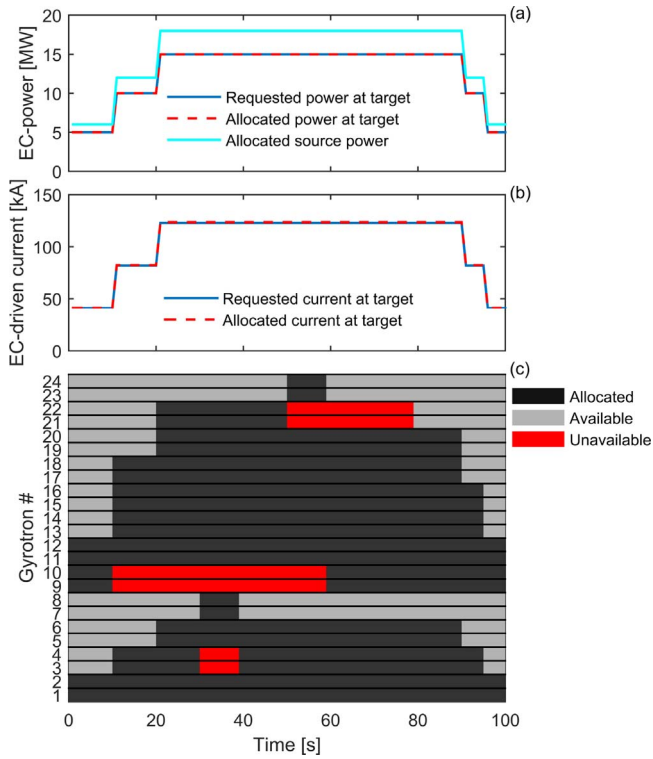 (a)
EC-power [MW]
20
15
10
5
0
Requested power at target
Allocated power at target
Allocated source power
(b)
EC-driven current [kA]
150
100
50
0
Requested current at target
Allocated current at target
(c)
Gyrotron #
24
23
22
21
20
19
18
17
16
15
14
13
12
11
10
9
8
7
6
5
4
3
2
1
Allocated
Available
Unavailable
0 20 40 60 80 100
Time [s]